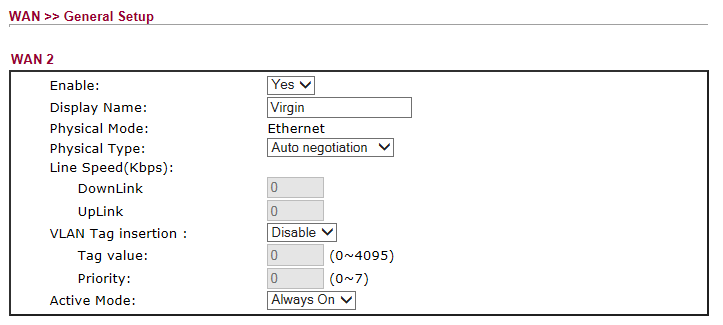 WAN >> General Setup
WAN 2
Enable: Yes
Display Name: Virgin
Physical Mode: Ethernet
Physical Type: Auto negotiation
Line Speed(Kbps):
DownLink 0
UpLink 0
VLAN Tag insertion : Disable
Tag value: 0 (0~4095)
Priority: 0 (0~7)
Active Mode: Always On